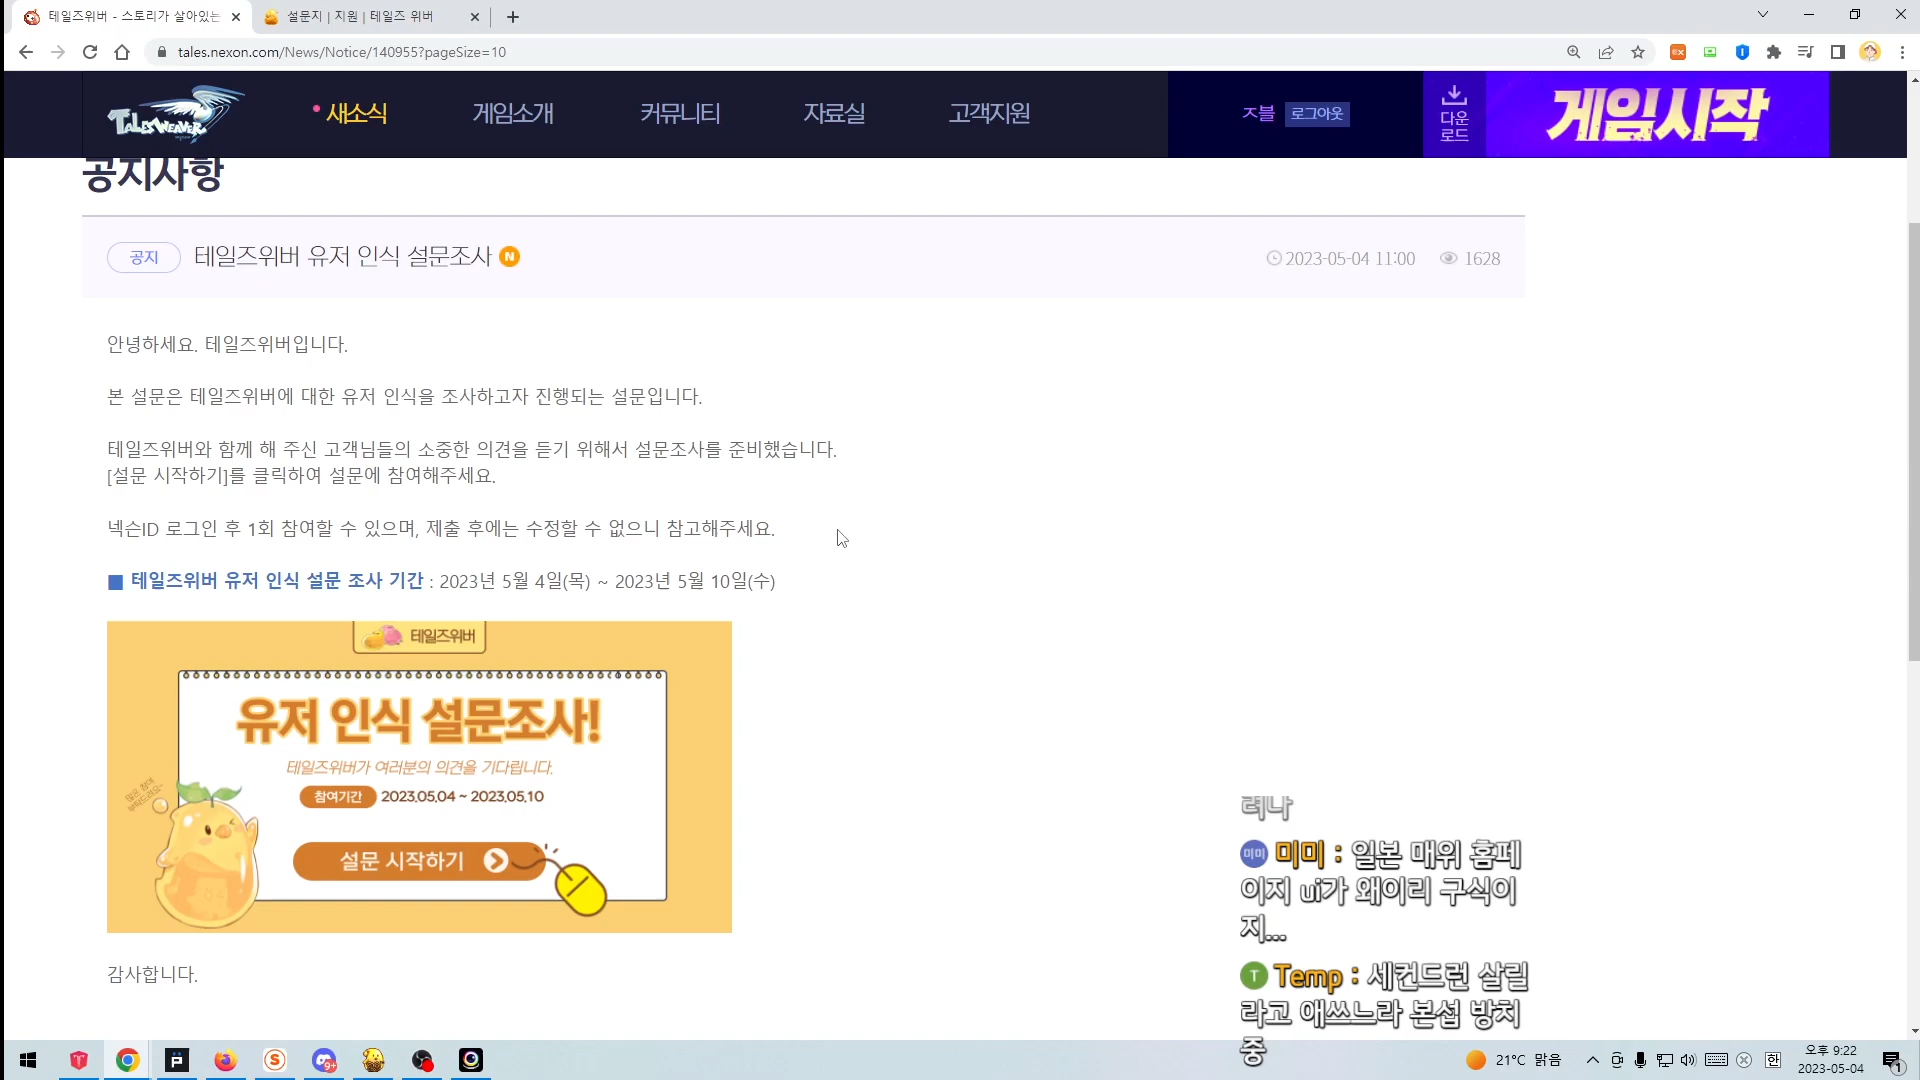 테일즈위버 - 스토리가 살아있는
설문지 | 지원 | 테일즈 위버
tales.nexon.com/News/Notice/140955?pageSize=10
TALESWEAVER
새소식
게임소개
커뮤니티
자료실
고객지원
ㅈ블
로그아웃
다운
로드
게임시작
공지사항
공지
테일즈위버 유저 인식 설문조사
N
2023-05-04 11:00
1628
안녕하세요. 테일즈위버입니다.
본 설문은 테일즈위버에 대한 유저 인식을 조사하고자 진행되는 설문입니다.
테일즈위버와 함께 해 주신 고객님들의 소중한 의견을 듣기 위해서 설문조사를 준비했습니다.
[설문 시작하기]를 클릭하여 설문에 참여해주세요.
넥슨ID 로그인 후 1회 참여할 수 있으며, 제출 후에는 수정할 수 없으니 참고해주세요.
■ 테일즈위버 유저 인식 설문 조사 기간 : 2023년 5월 4일(목) ~ 2023년 5월 10일(수)
테일즈위버
유저 인식 설문조사!
테일즈위버가 여러분의 의견을 기다립니다.
참여기간 2023.05.04 ~ 2023.05.10
많은 참여
부탁드려요~
설문 시작하기
감사합니다.
려나
미미 미미 : 일본 매위 홈페
이지 ui가 왜이리 구식이
지...
T Temp : 세컨드런 살릴
라고 애쓰느라 본섭 방치
중
21°C 맑음
한
오후 9:22
2023-05-04
1